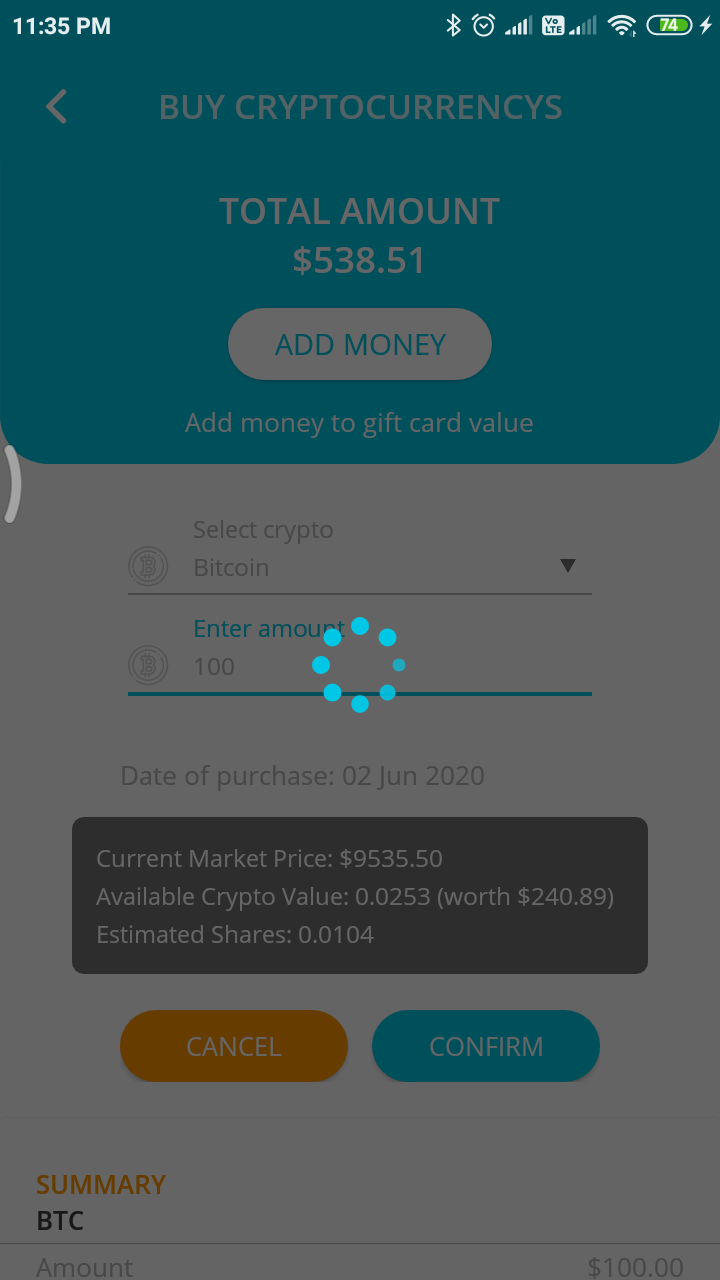 11:35 PM
Vo LTE
74
BUY CRYPTOCURRENCYS
TOTAL AMOUNT
$538.51
ADD MONEY
Add money to gift card value
Select crypto
Bitcoin
Enter amount
100
Date of purchase: 02 Jun 2020
Current Market Price: $9535.50
Available Crypto Value: 0.0253 (worth $240.89)
Estimated Shares: 0.0104
CANCEL
CONFIRM
SUMMARY
BTC
Amount $100.00